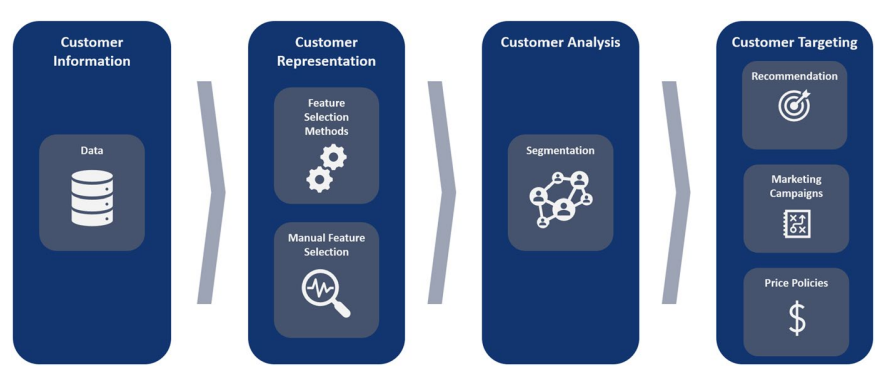 Customer
Information
Data
Customer
Representation
Feature
Selection
Methods
Manual Feature
Selection
Customer Analysis
Segmentation
Customer Targeting
Recommendation
Marketing
Campaigns
Price Policies
$